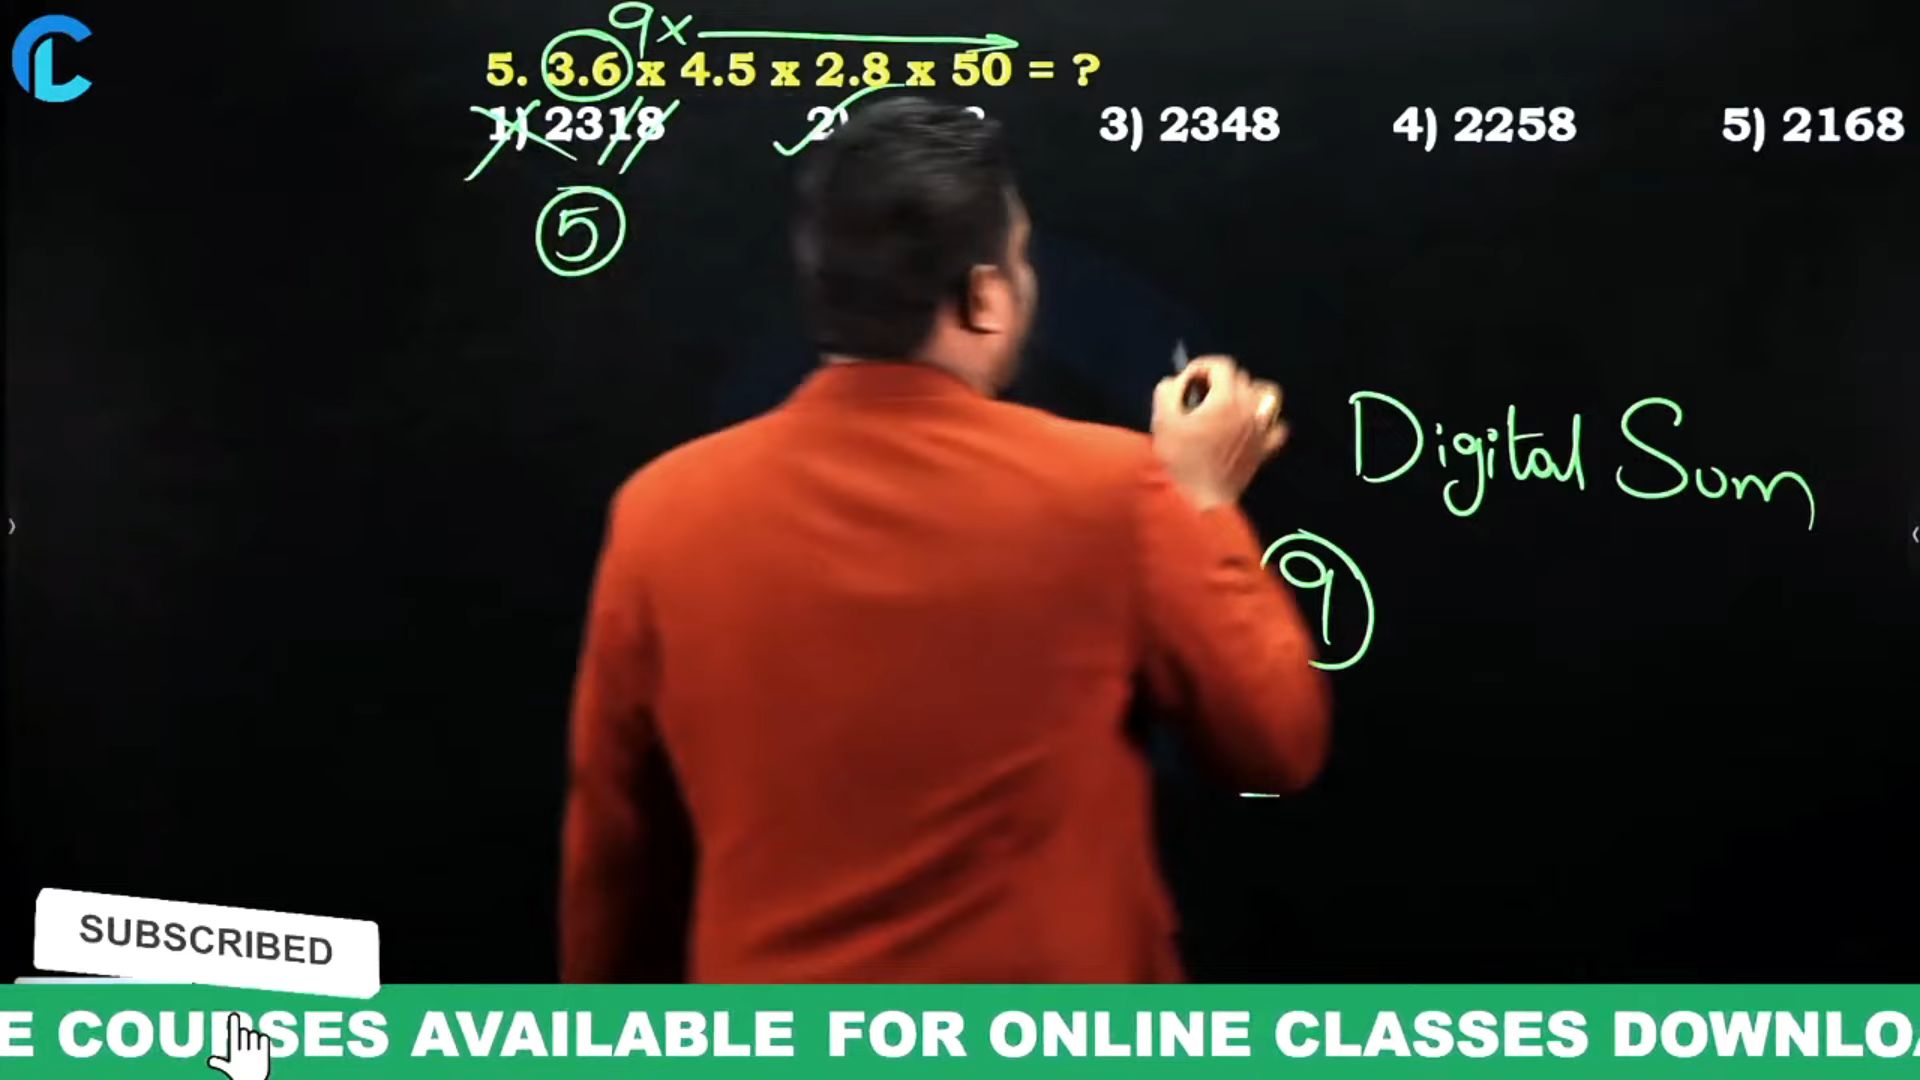 9x
5. 3.6 x 4.5 x 2.8 x 50 = ?
1) 2318 2) 3) 2348 4) 2258 5) 2168
5
Digital Sum
9
SUBSCRIBED
E COURSES AVAILABLE FOR ONLINE CLASSES DOWNLO